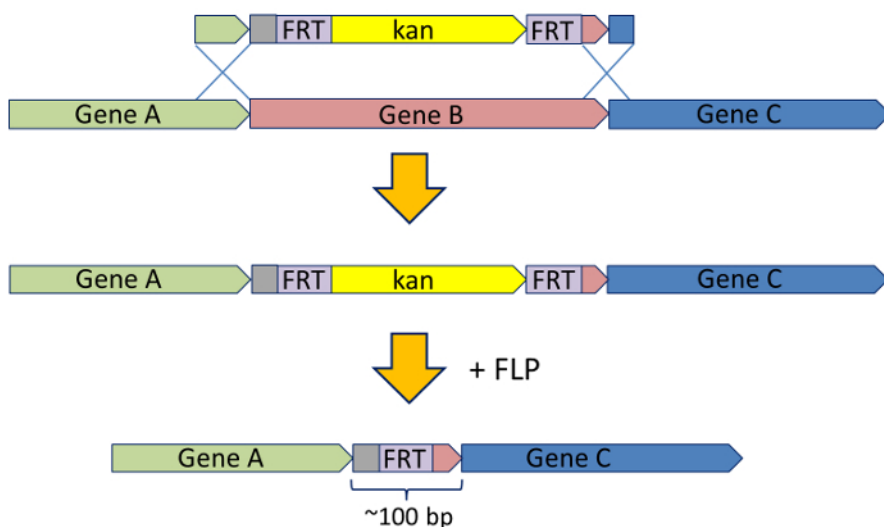 FRT kan FRT
Gene A Gene B Gene C
Gene A FRT kan FRT Gene C
+ FLP
Gene A FRT Gene C
~100 bp